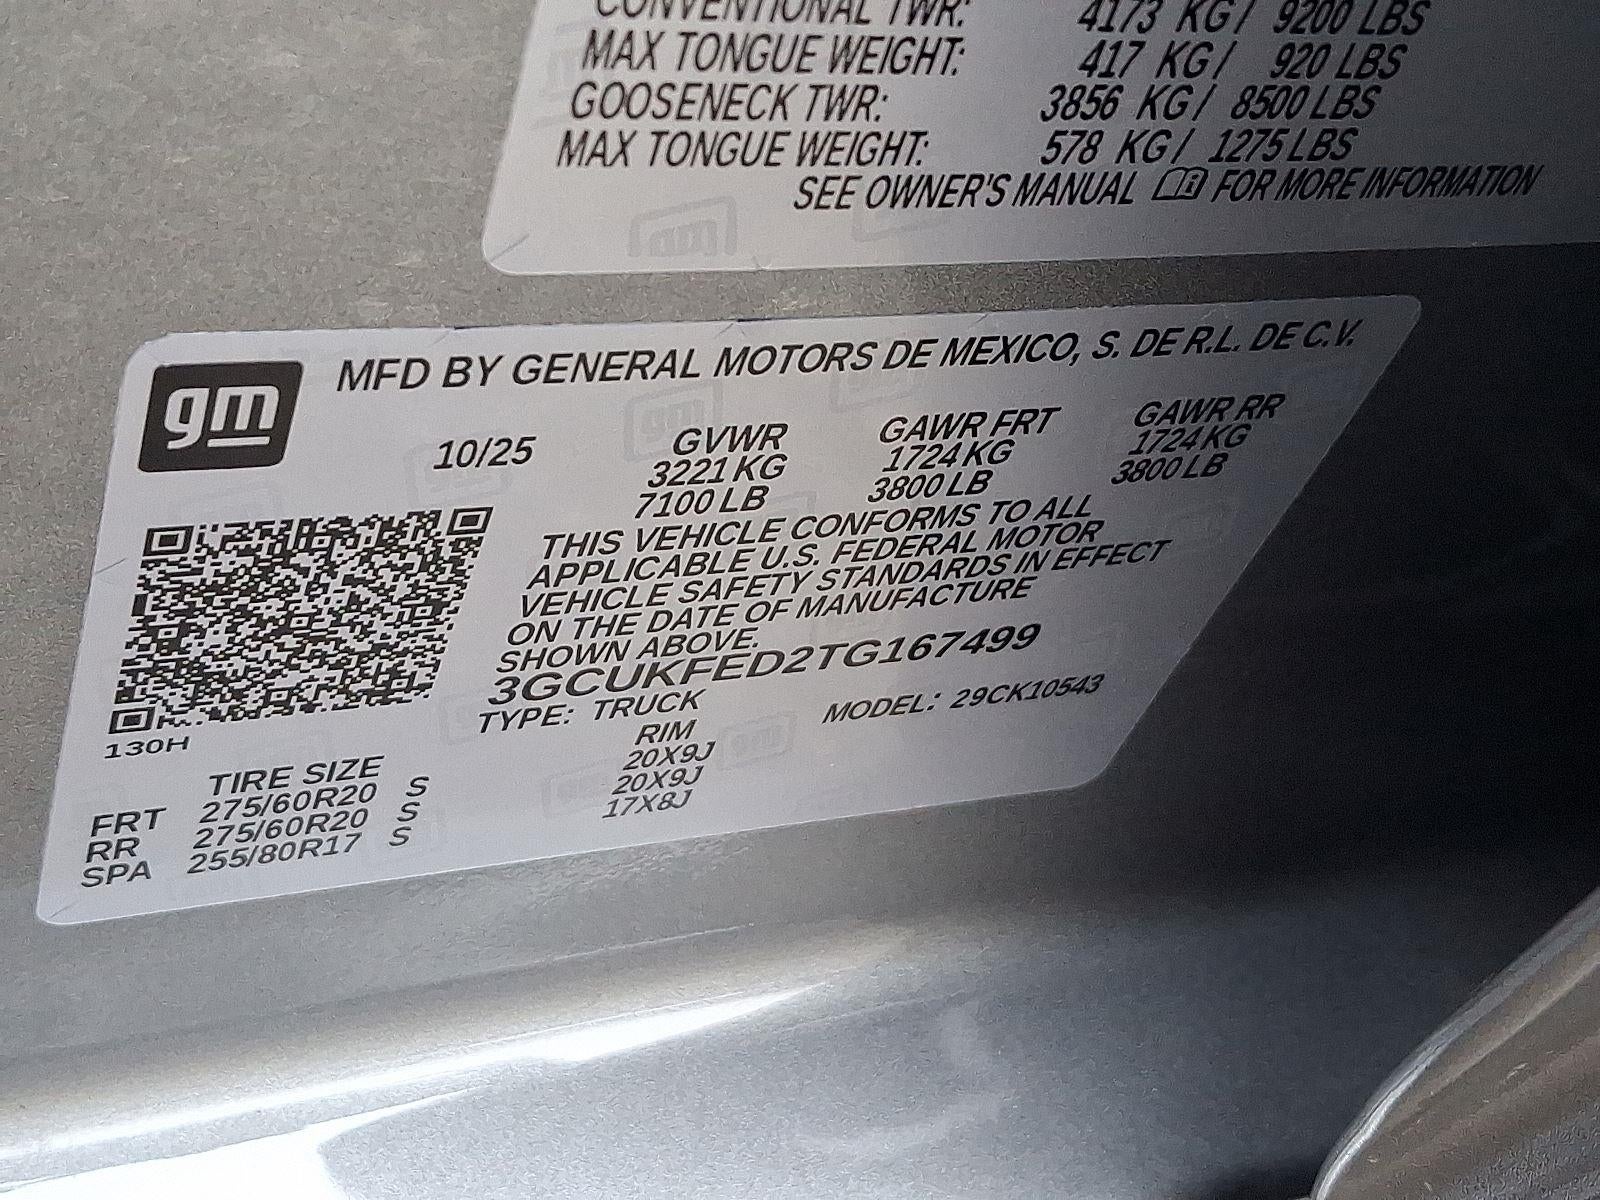 CONVENTIONAL TWR: 4173 KG/ 9200 LBS
MAX TONGUE WEIGHT: 417 KG/ 920 LBS
GOOSENECK TWR: 3856 KG/ 8500 LBS
MAX TONGUE WEIGHT: 578 KG/ 1275 LBS
SEE OWNER'S MANUAL FOR MORE INFORMATION
gm
MFD BY GENERAL MOTORS DE MEXICO, S. DE R.L. DE C.V.
10/25 GVWR GAWR FRT GAWR RR
3221 KG 1724 KG 1724 KG
7100 LB 3800 LB 3800 LB
THIS VEHICLE CONFORMS TO ALL
APPLICABLE U.S. FEDERAL MOTOR
VEHICLE SAFETY STANDARDS IN EFFECT
ON THE DATE OF MANUFACTURE
SHOWN ABOVE.
3GCUKFED2TG167499
TYPE: TRUCK MODEL: 29CK10543
130H
TIRE SIZE RIM
FRT 275/60R20 S 20X9J
RR 275/60R20 S 20X9J
SPA 255/80R17 S 17X8J